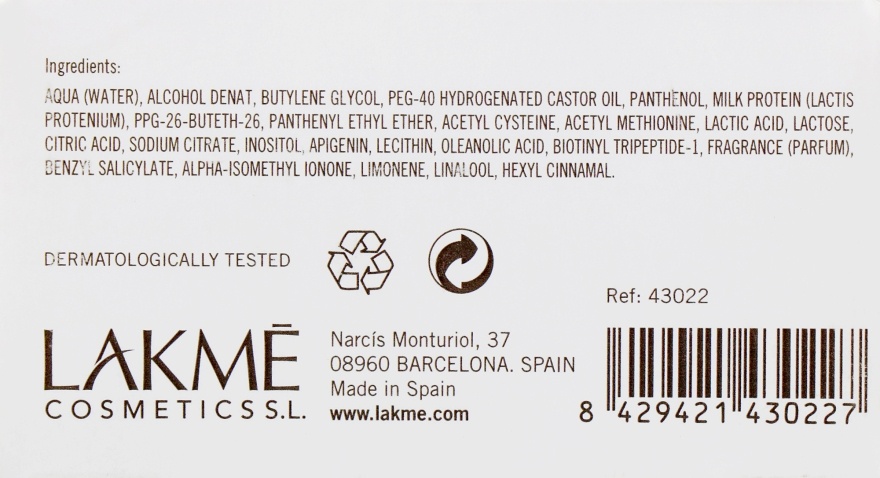 Ingredients:
AQUA (WATER), ALCOHOL DENAT, BUTYLENE GLYCOL, PEG-40 HYDROGENATED CASTOR OIL, PANTHENOL, MILK PROTEIN (LACTIS
PROTENIUM), PPG-26-BUTETH-26, PANTHENYL ETHYL ETHER, ACETYL CYSTEINE, ACETYL METHIONINE, LACTIC ACID, LACTOSE,
CITRIC ACID, SODIUM CITRATE, INOSITOL, APIGENIN, LECITHIN, OLEANOLIC ACID, BIOTINYL TRIPEPTIDE-1, FRAGRANCE (PARFUM),
BENZYL SALICYLATE, ALPHA-ISOMETHYL IONONE, LIMONENE, LINALOOL, HEXYL CINNAMAL.
DERMATOLOGICALLY TESTED
Ref: 43022
LAKMĒ
COSMETICS S.L.
Narcís Monturiol, 37
08960 BARCELONA. SPAIN
Made in Spain
www.lakme.com
8 429421 430227